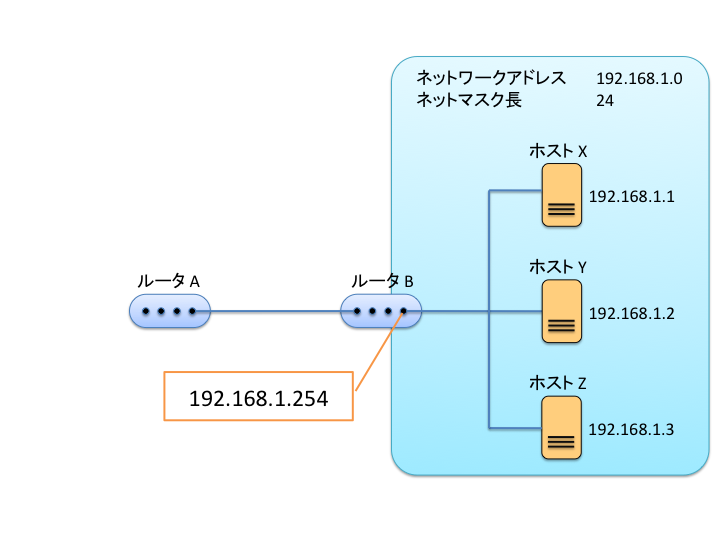 ネットワークアドレス 192.168.1.0
ネットマスク長 24
ホスト X
192.168.1.1
ルータ A
ルータ B
ホスト Y
192.168.1.2
192.168.1.254
ホスト Z
192.168.1.3